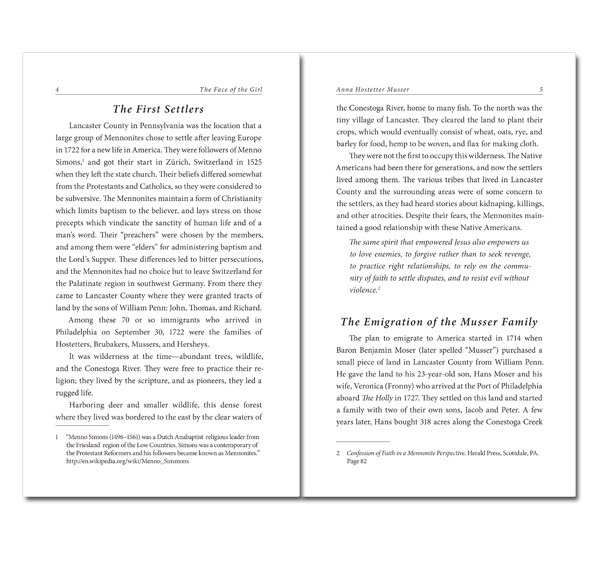 4 The Face of the Girl
The First Settlers
Lancaster County in Pennsylvania was the location that a
large group of Mennonites chose to settle after leaving Europe
in 1722 for a new life in America. They were followers of Menno
Simons,¹ and got their start in Zürich, Switzerland in 1525
when they left the state church. Their beliefs differed somewhat
from the Protestants and Catholics, so they were considered to
be subversive. The Mennonites maintain a form of Christianity
which limits baptism to the believer, and lays stress on those
precepts which vindicate the sanctity of human life and of a
man's word. Their "preachers" were chosen by the members,
and among them were "elders" for administering baptism and
the Lord's Supper. These differences led to bitter persecutions,
and the Mennonites had no choice but to leave Switzerland for
the Palatinate region in southwest Germany. From there they
came to Lancaster County where they were granted tracts of
land by the sons of William Penn: John, Thomas, and Richard.
Among these 70 or so immigrants who arrived in
Philadelphia on September 30, 1722 were the families of
Hostetters, Brubakers, Mussers, and Hersheys.
It was wilderness at the time—abundant trees, wildlife,
and the Conestoga River. They were free to practice their re-
ligion; they lived by the scripture, and as pioneers, they led a
rugged life.
Harboring deer and smaller wildlife, this dense forest
where they lived was bordered to the east by the clear waters of
1 "Menno Simons (1496–1561) was a Dutch Anabaptist religious leader from
the Friesland region of the Low Countries. Simons was a contemporary of
the Protestant Reformers and his followers became known as Mennonites."
http://en.wikipedia.org/wiki/Menno_Simmons
Anna Hostetter Musser 5
the Conestoga River, home to many fish. To the north was the
tiny village of Lancaster. They cleared the land to plant their
crops, which would eventually consist of wheat, oats, rye, and
barley for food, hemp to be woven, and flax for making cloth.
They were not the first to occupy this wilderness. The Native
Americans had been there for generations, and now the settlers
lived among them. The various tribes that lived in Lancaster
County and the surrounding areas were of some concern to
the settlers, as they had heard stories about kidnaping, killings,
and other atrocities. Despite their fears, the Mennonites main-
tained a good relationship with these Native Americans.
The same spirit that empowered Jesus also empowers us
to love enemies, to forgive rather than to seek revenge,
to practice right relationships, to rely on the commu-
nity of faith to settle disputes, and to resist evil without
violence.²
The Emigration of the Musser Family
The plan to emigrate to America started in 1714 when
Baron Benjamin Moser (later spelled "Musser") purchased a
small piece of land in Lancaster County from William Penn.
He gave the land to his 23-year-old son, Hans Moser and his
wife, Veronica (Fronny) who arrived at the Port of Philadelphia
aboard The Holly in 1727. They settled on this land and started
a family with two of their own sons, Jacob and Peter. A few
years later, Hans bought 318 acres along the Conestoga Creek
2 Confession of Faith in a Mennonite Perspective. Herald Press, Scottdale, PA.
Page 82